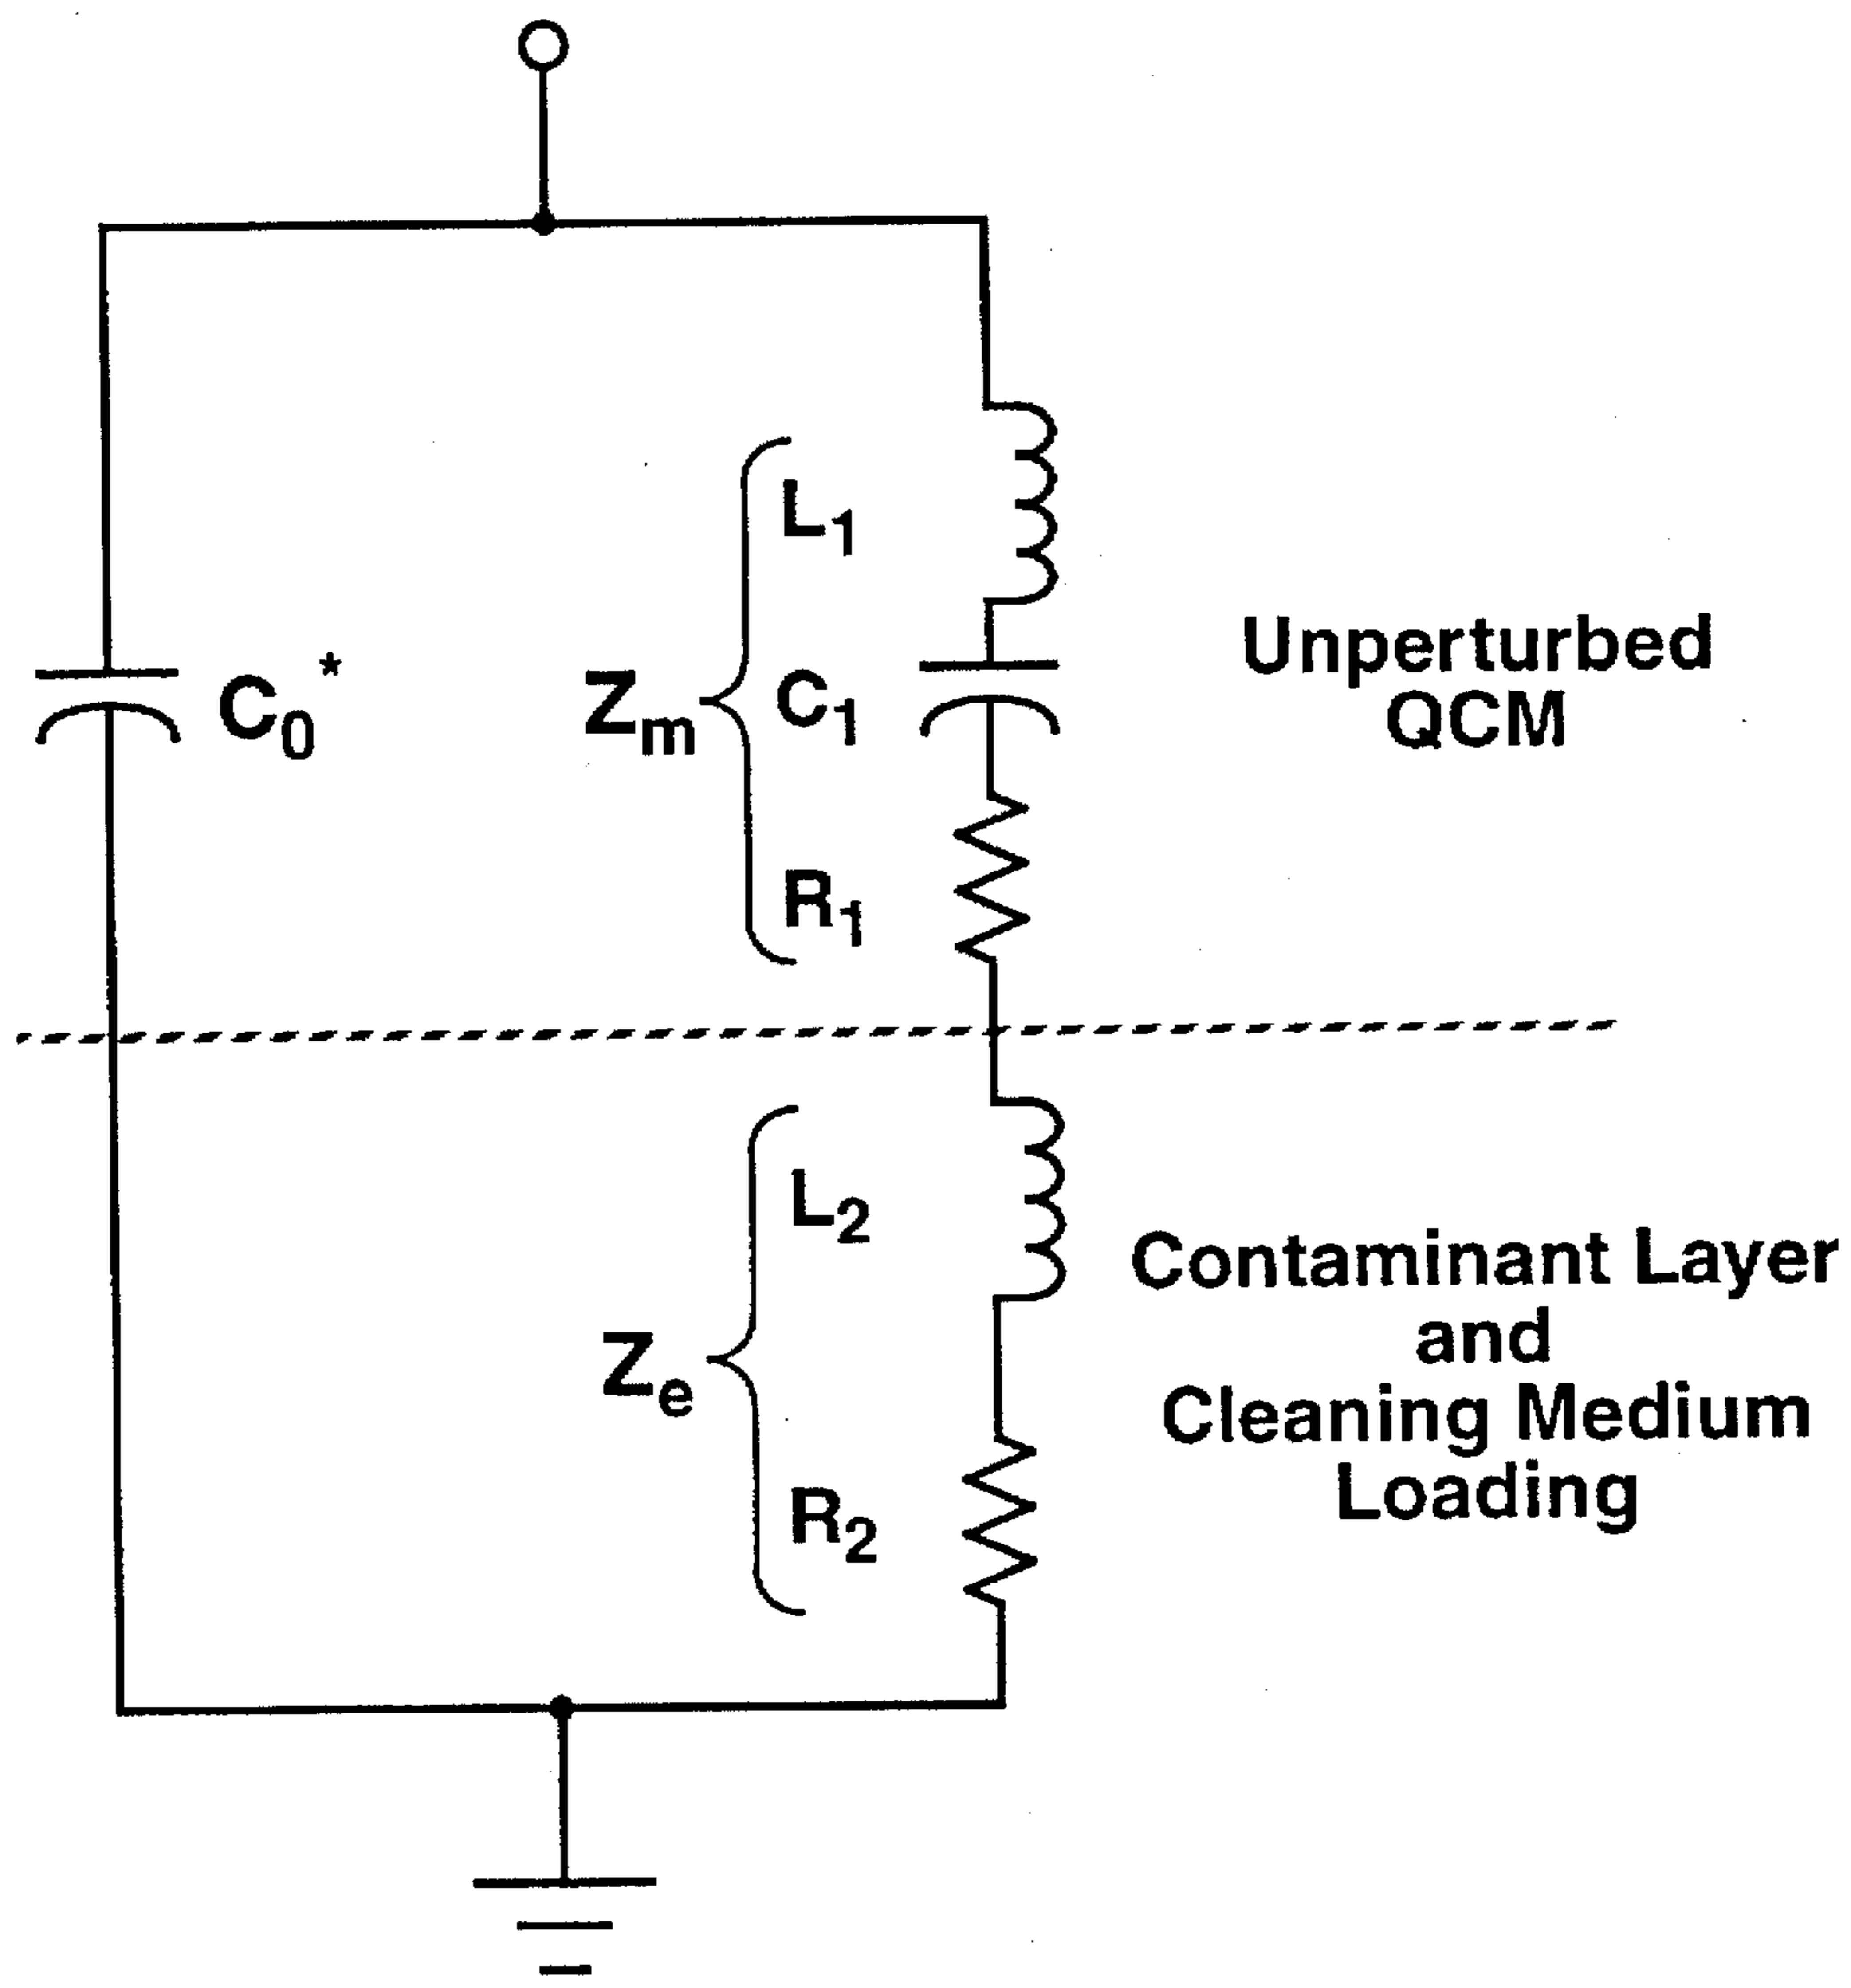 L1
C0*
Zm
C1
Unperturbed
QCM
R1
L2
Ze
Contaminant Layer
and
Cleaning Medium
Loading
R2